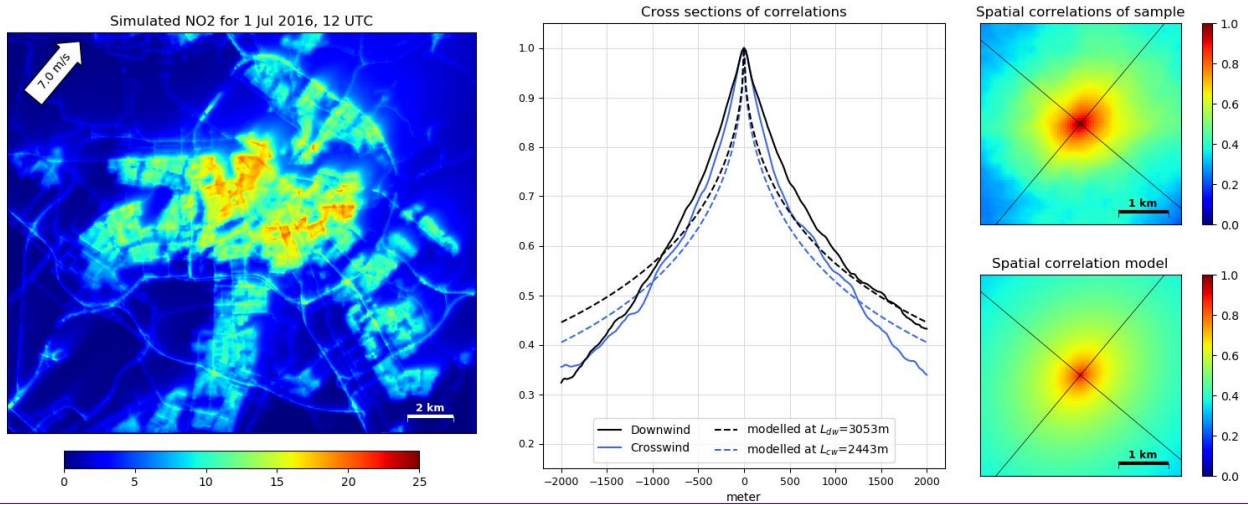 Simulated NO2 for 1 Jul 2016, 12 UTC
7.0 m/s
2 km
0 5 10 15 20 25
Cross sections of correlations
1.0
0.9
0.8
0.7
0.6
0.5
0.4
0.3
0.2
Downwind
Crosswind
modelled at L_dw=3053m
modelled at L_cw=2443m
−2000 −1500 −1000 −500 0 500 1000 1500 2000
meter
Spatial correlations of sample
1 km
1.0
0.8
0.6
0.4
0.2
0.0
Spatial correlation model
1 km
1.0
0.8
0.6
0.4
0.2
0.0